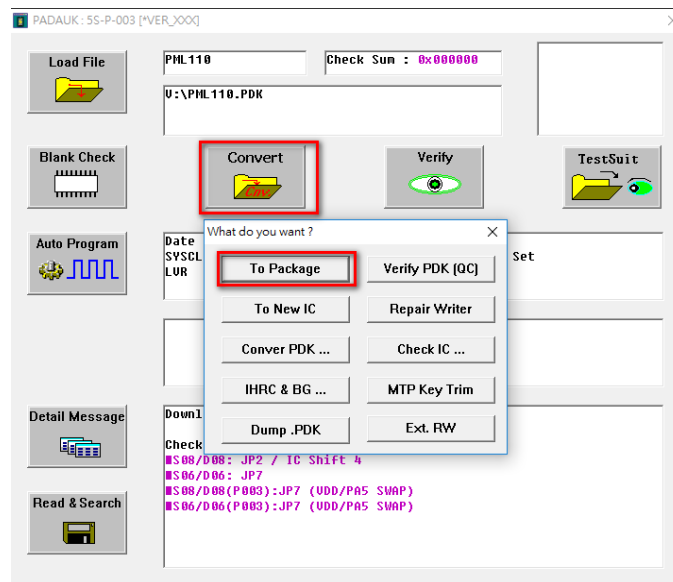 PADAUK : 5S-P-003 [*VER_XXX]
Load File
PML110
Check Sum : 0x000000
U:\PML110.PDK
Blank Check
Convert
Cnv.
Verify
TestSuit
Auto Program
Date
SYSCL
Set
LVR
What do you want ?
To Package
Verify PDK (QC)
To New IC
Repair Writer
Conver PDK ...
Check IC ...
IHRC & BG ...
MTP Key Trim
Dump .PDK
Ext. RW
Detail Message
Downl
Check
■S08/D08: JP2 / IC Shift 4
■S06/D06: JP7
■S08/D08(P003):JP7 (VDD/PA5 SWAP)
■S06/D06(P003):JP7 (VDD/PA5 SWAP)
Read & Search